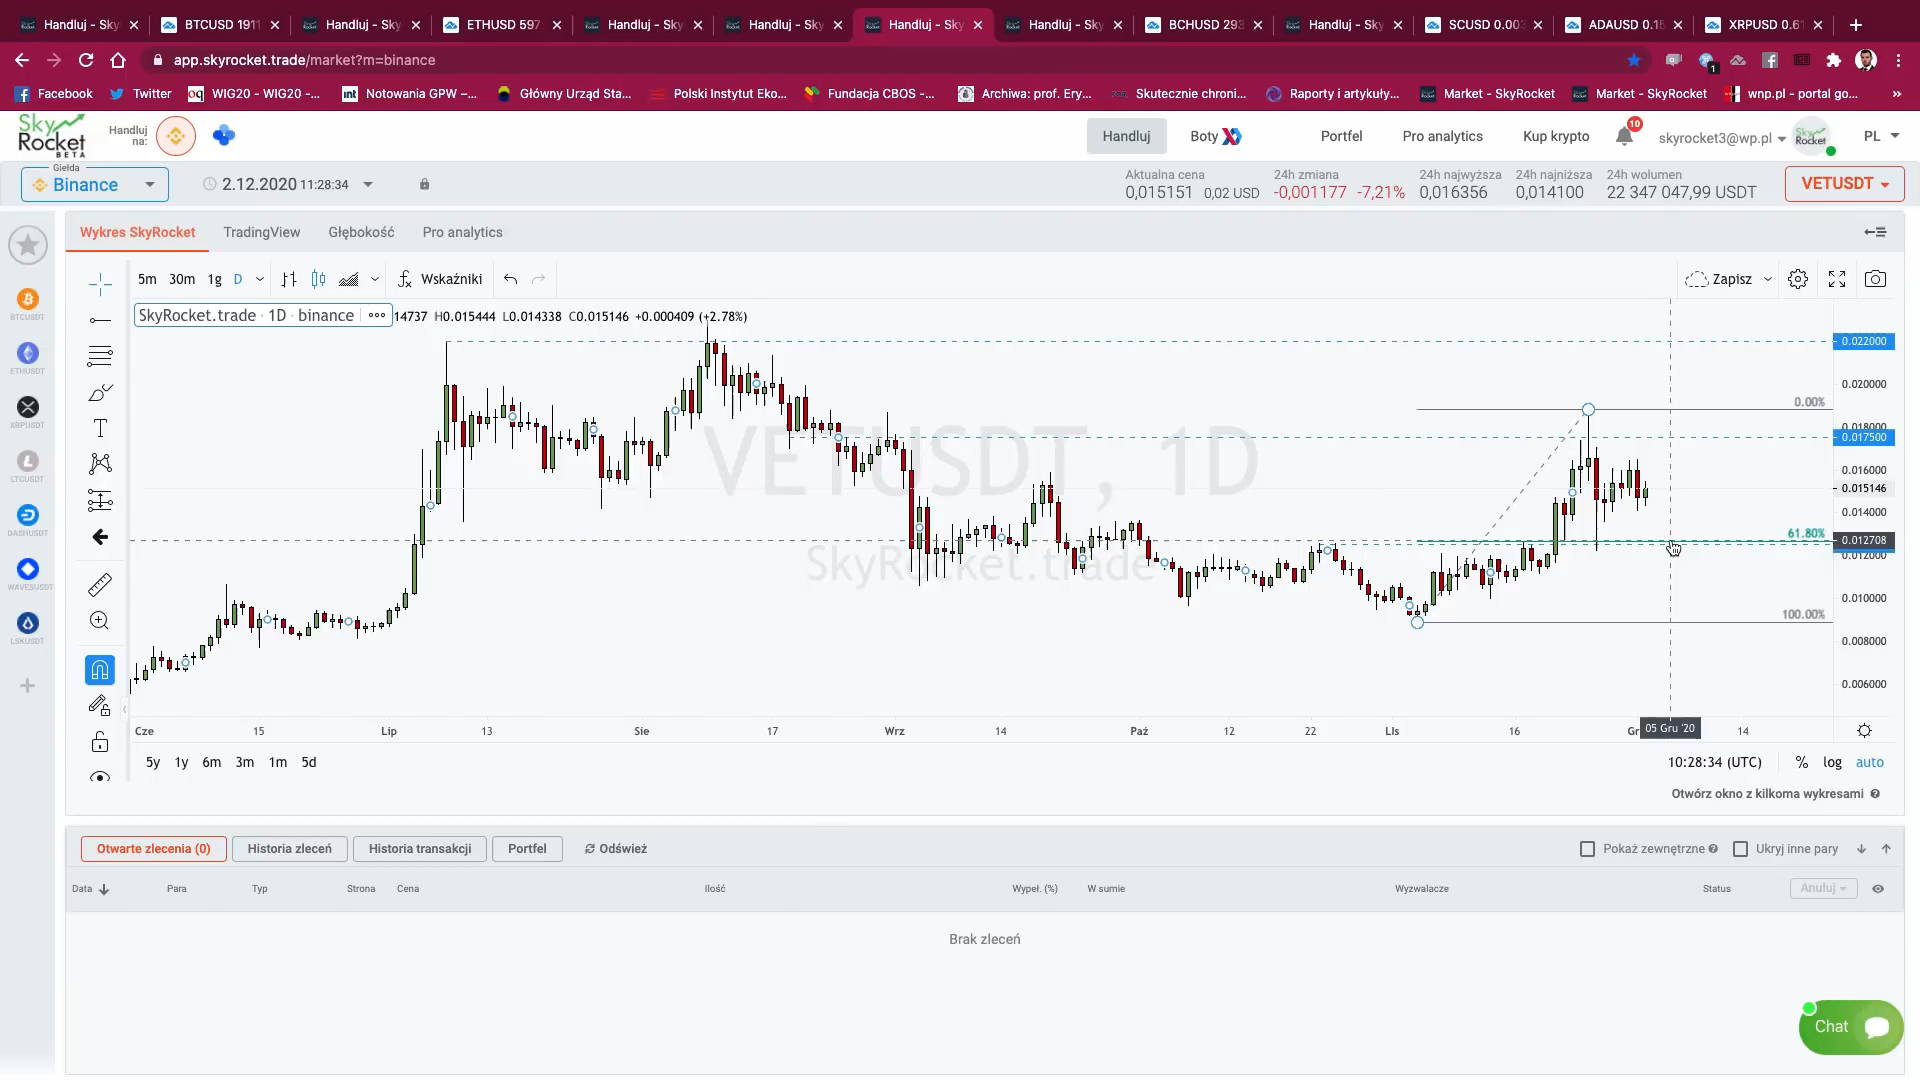 Handluj - Sky
BTCUSD 1911
Handluj - Sky
ETHUSD 597
Handluj - Sky
Handluj - Sky
Handluj - Sky
Handluj - Sky
BCHUSD 293
Handluj - Sky
SCUSD 0.003
ADAUSD 0.15
XRPUSD 0.61
app.skyrocket.trade/market?m=binance
1
Facebook
Twitter
oq WIG20 - WIG20 -...
int Notowania GPW –...
Główny Urząd Sta...
Polski Instytut Eko...
Fundacja CBOS -...
Archiwa: prof. Ery...
Skutecznie chroni...
Raporty i artykuły...
Market - SkyRocket
Market - SkyRocket
wnp.pl - portal go...
»
Sky Rocket BETA
Handluj na:
Handluj
Boty
Portfel
Pro analytics
Kup krypto
10
skyrocket3@wp.pl
PL
Giełda
Binance
2.12.2020 11:28:34
Aktualna cena
0,015151 0,02 USD
24h zmiana
-0,001177 -7,21%
24h najwyższa
0,016356
24h najniższa
0,014100
24h wolumen
22 347 047,99 USDT
VETUSDT
Wykres SkyRocket
TradingView
Głębokość
Pro analytics
BTCUSDT
ETHUSDT
XRPUSDT
LTCUSDT
DASHUSDT
WAVESUSDT
LSKUSDT
5m 30m 1g D
Wskaźniki
Zapisz
SkyRocket.trade · 1D · binance
14737 H0.015444 L0.014338 C0.015146 +0.000409 (+2.78%)
VETUSDT, 1D
SkyRocket.trade
0.00%
61.80%
100.00%
0.022000
0.020000
0.018000
0.017500
0.016000
0.015146
0.014000
0.012708
0.012000
0.010000
0.008000
0.006000
Cze 15 Lip 13 Sie 17 Wrz 14 Paź 12 22 LIs 16 Gr 05 Gru '20 14
5y 1y 6m 3m 1m 5d
10:28:34 (UTC)
% log auto
Otwórz okno z kilkoma wykresami
Otwarte zlecenia (0)
Historia zleceń
Historia transakcji
Portfel
Odśwież
Pokaż zewnętrzne
Ukryj inne pary
Data
Para
Typ
Strona
Cena
Ilość
Wypeł. (%)
W sumie
Wyzwalacze
Status
Anuluj
Brak zleceń
Chat